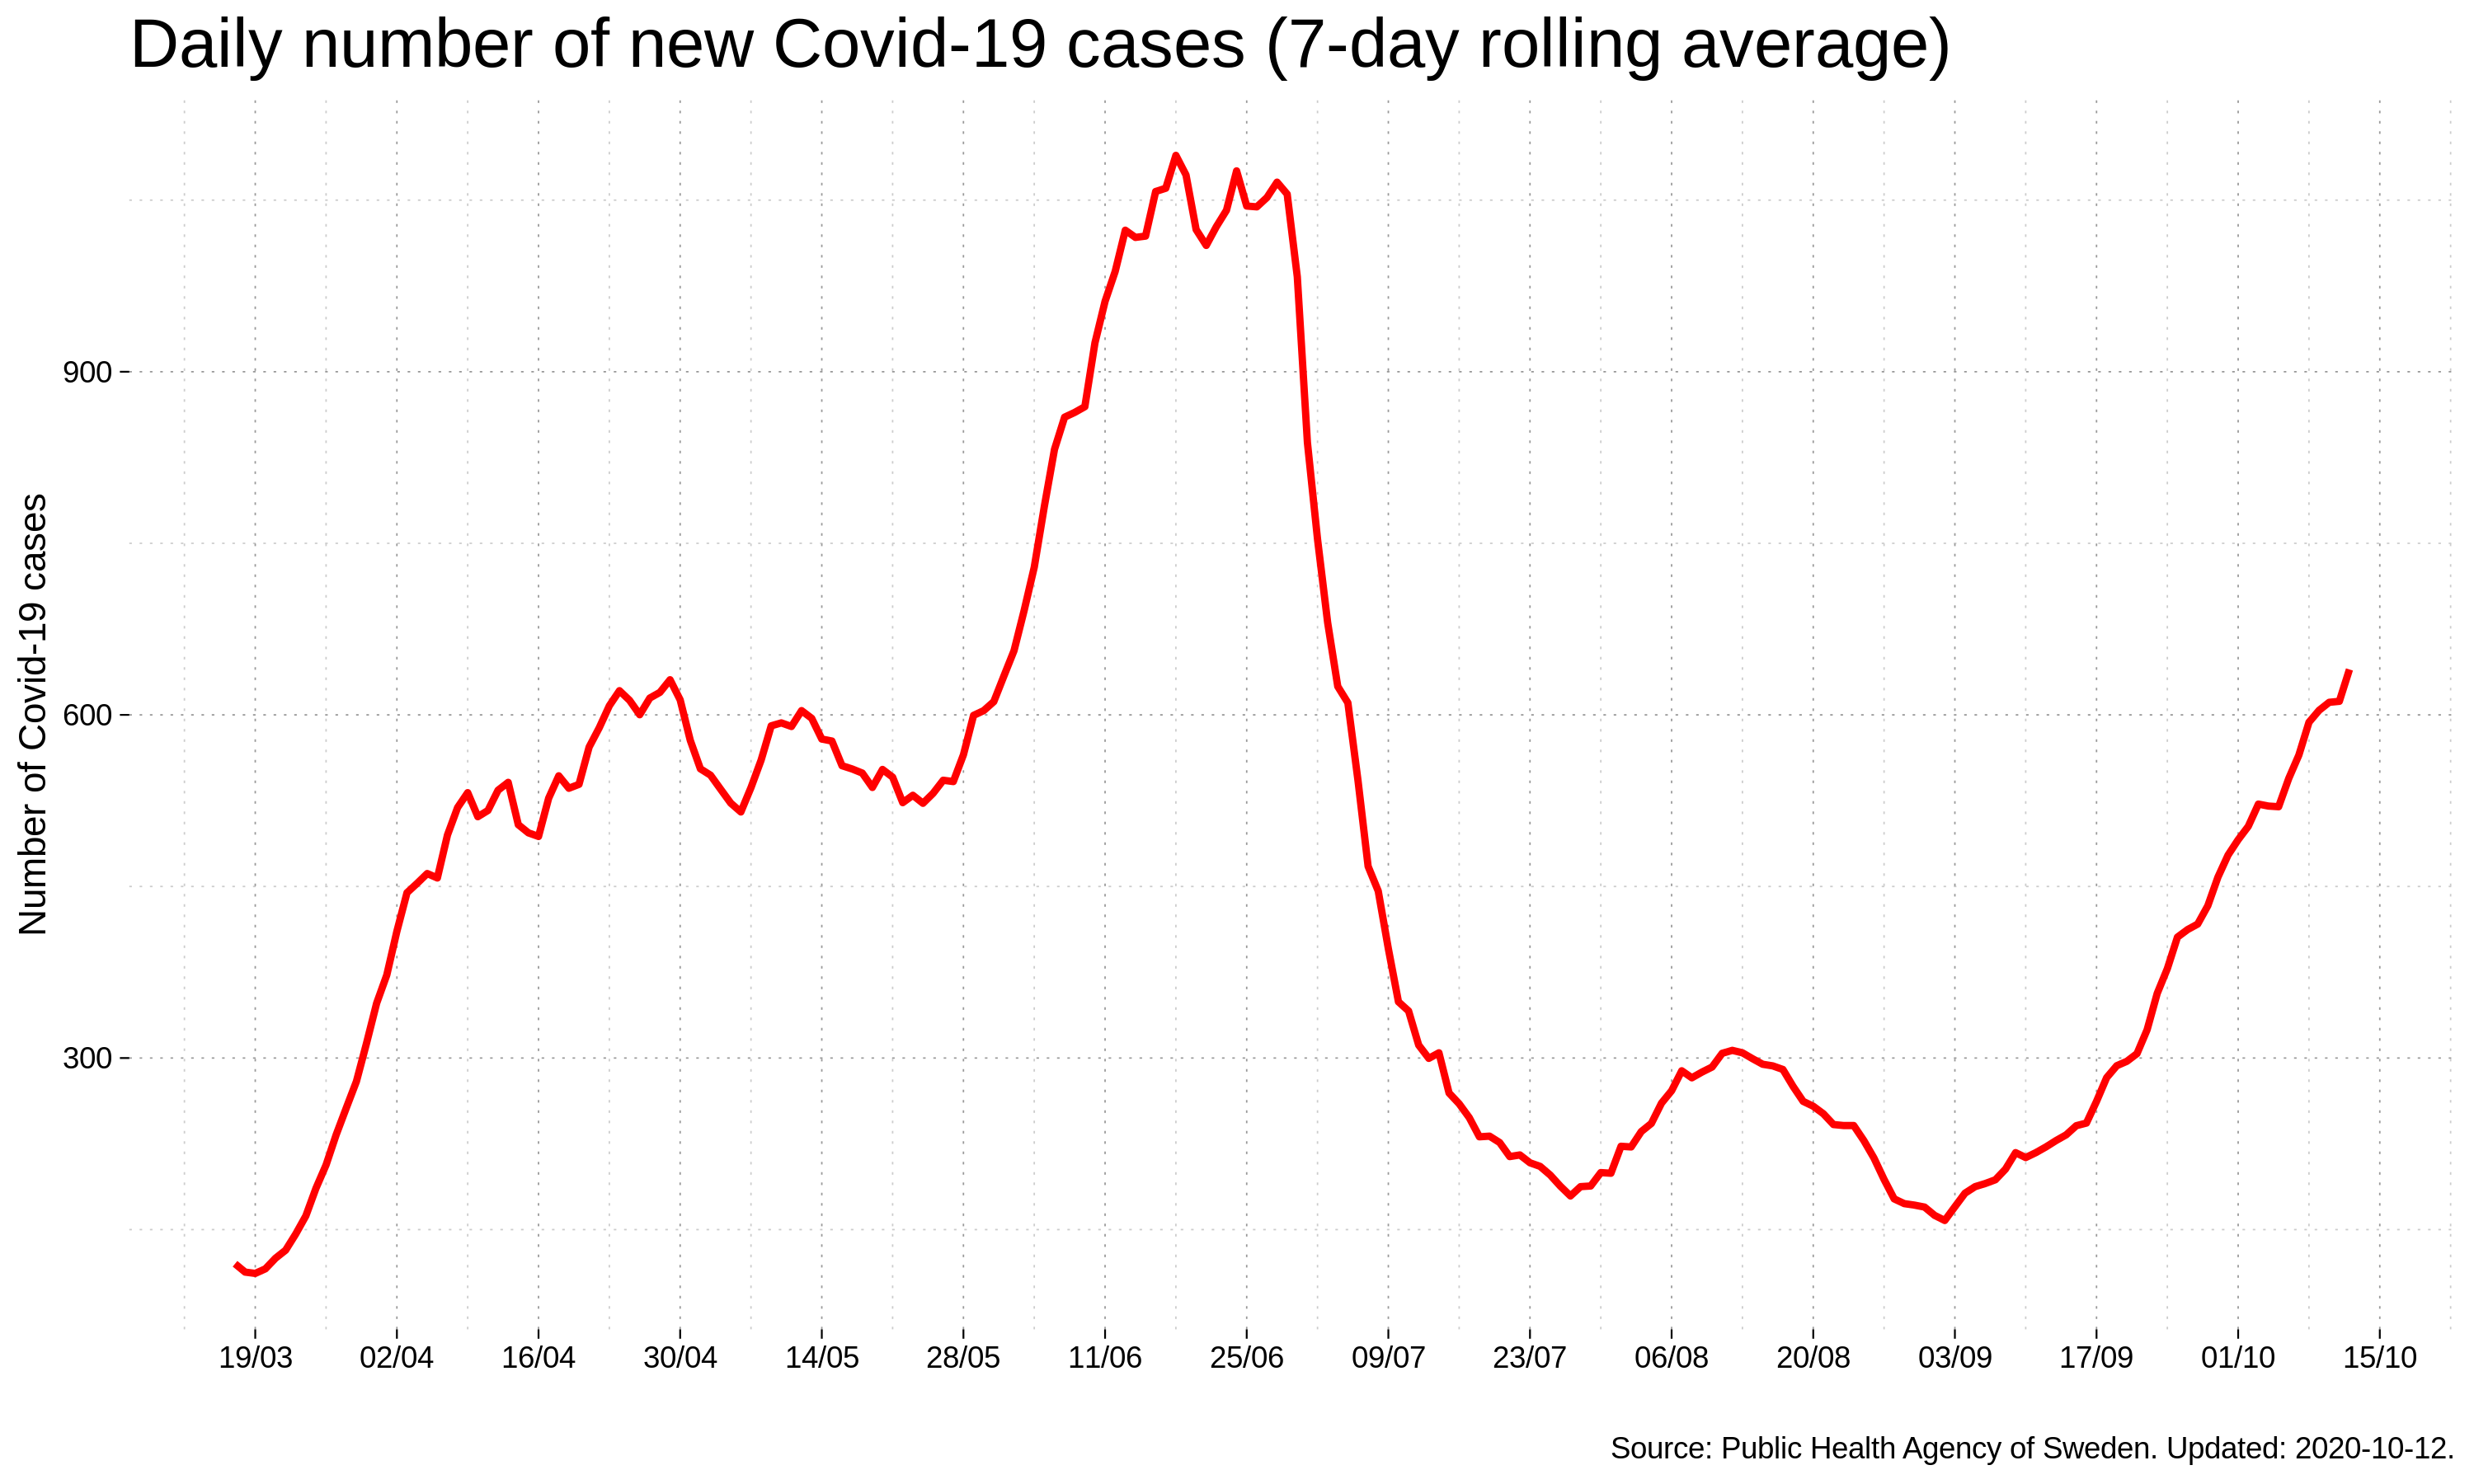 Daily number of new Covid-19 cases (7-day rolling average)
Number of Covid-19 cases
900
600
300
19/03 02/04 16/04 30/04 14/05 28/05 11/06 25/06 09/07 23/07 06/08 20/08 03/09 17/09 01/10 15/10
Source: Public Health Agency of Sweden. Updated: 2020-10-12.